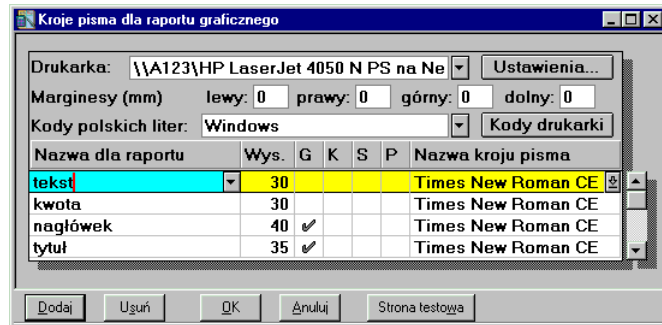 Kroje pisma dla raportu graficznego
Drukarka: \\A123\HP LaserJet 4050 N PS na Ne Ustawienia...
Marginesy (mm) lewy: 0 prawy: 0 górny: 0 dolny: 0
Kody polskich liter: Windows Kody drukarki
Nazwa dla raportu Wys. G K S P Nazwa kroju pisma
tekst 30 Times New Roman CE
kwota 30 Times New Roman CE
nagłówek 40 ✓ Times New Roman CE
tytuł 35 ✓ Times New Roman CE
Dodaj Usuń OK Anuluj Strona testowa